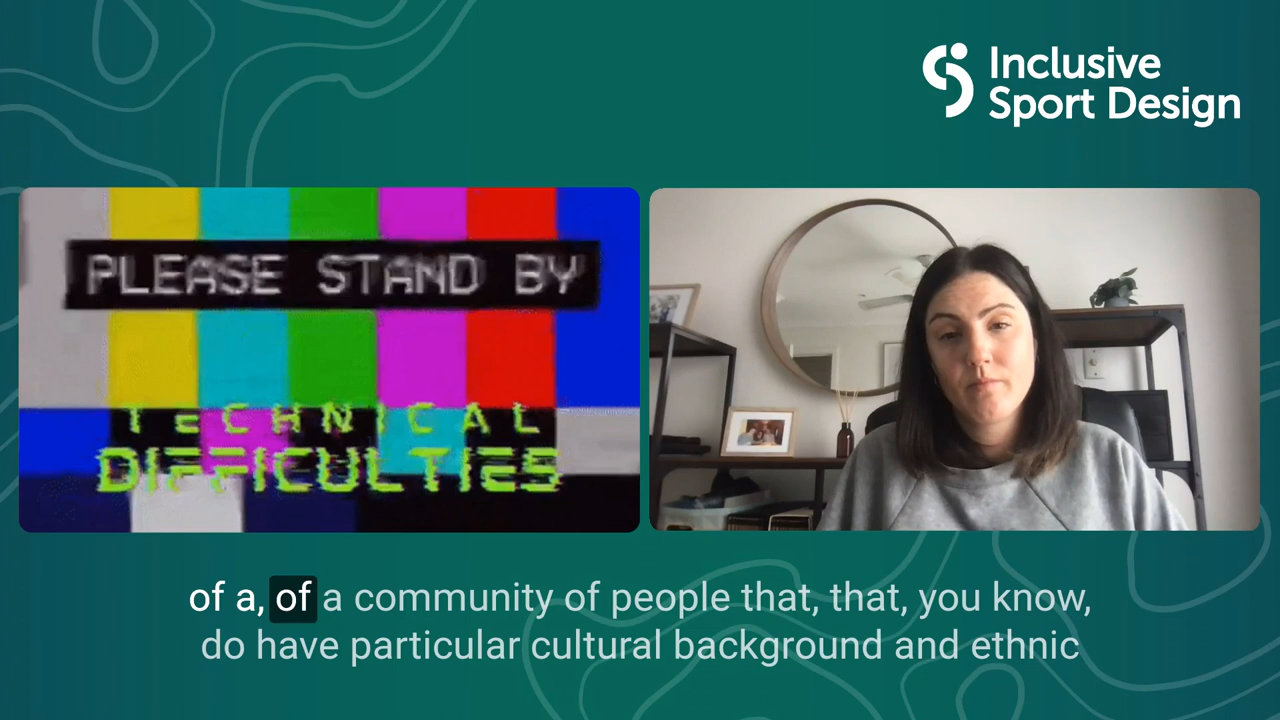 Inclusive
Sport Design
PLEASE STAND BY
TECHNICAL
DIFFICULTIES
of a, of a community of people that, that, you know,
do have particular cultural background and ethnic